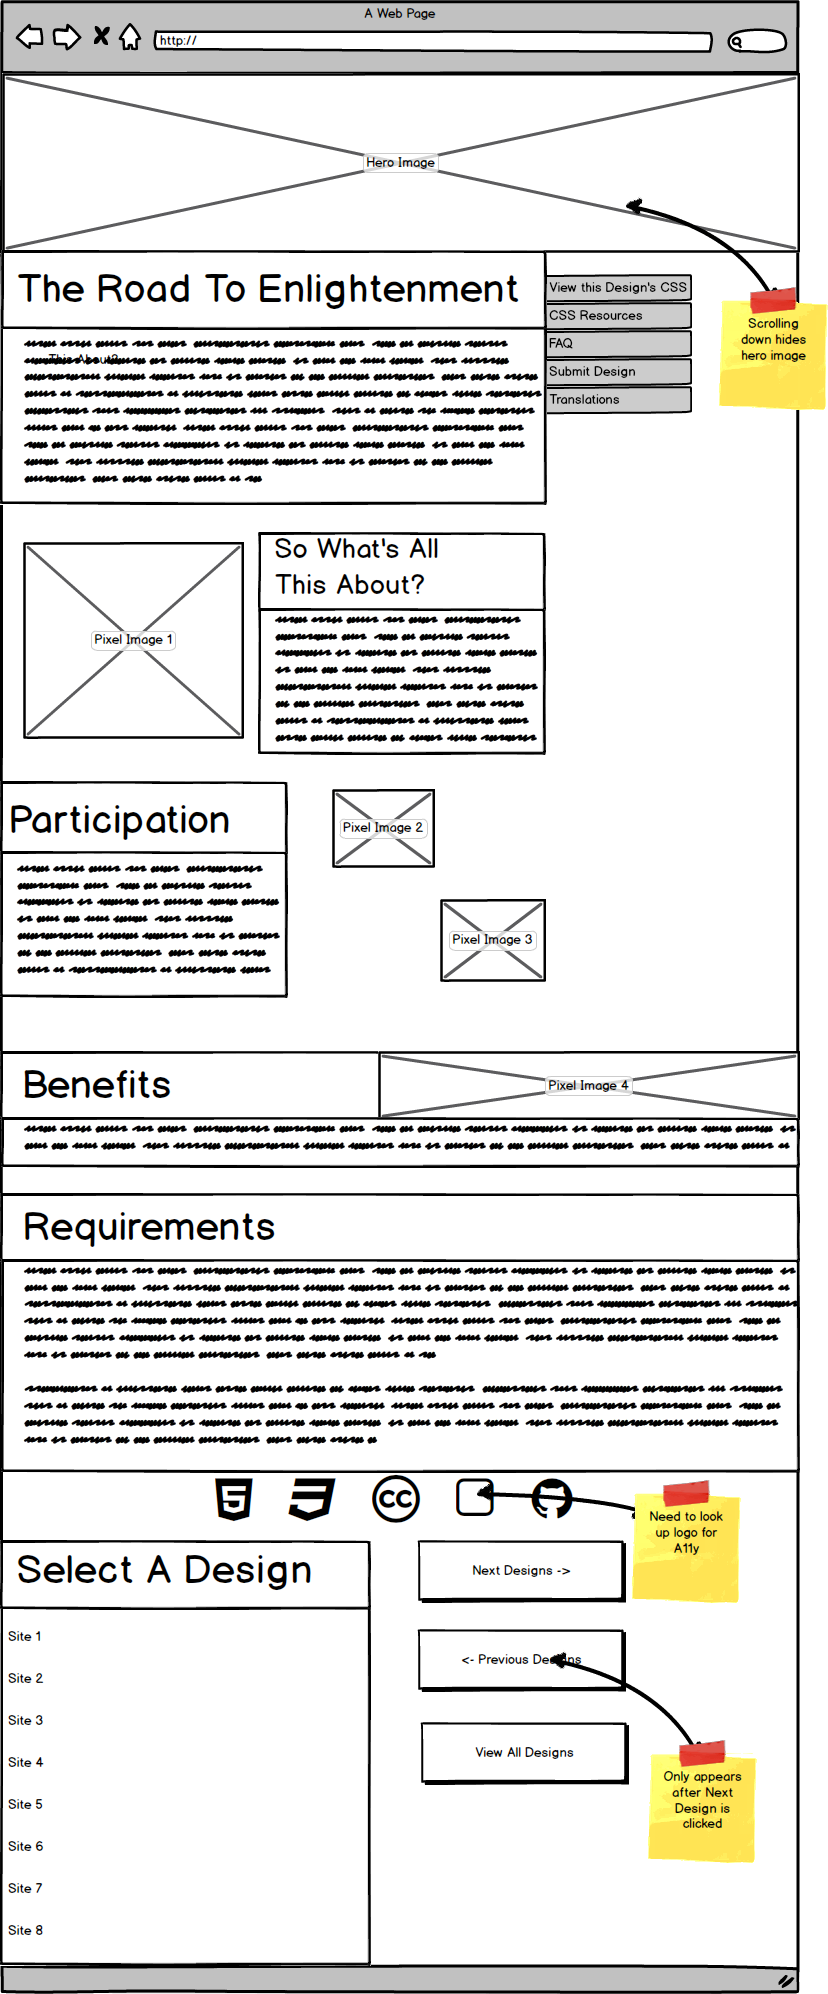 A Web Page
http://
Hero Image
The Road To Enlightenment
View this Design's CSS
CSS Resources
FAQ
Submit Design
Translations
Scrolling
down hides
hero image
This About?
So What's All
This About?
Pixel Image 1
Participation
Pixel Image 2
Pixel Image 3
Benefits
Pixel Image 4
Requirements
CC
Need to look
up logo for
A11y
Select A Design
Next Designs ->
Site 1
<- Previous Designs
Site 2
Site 3
View All Designs
Site 4
Only appears
after Next
Design is
clicked
Site 5
Site 6
Site 7
Site 8